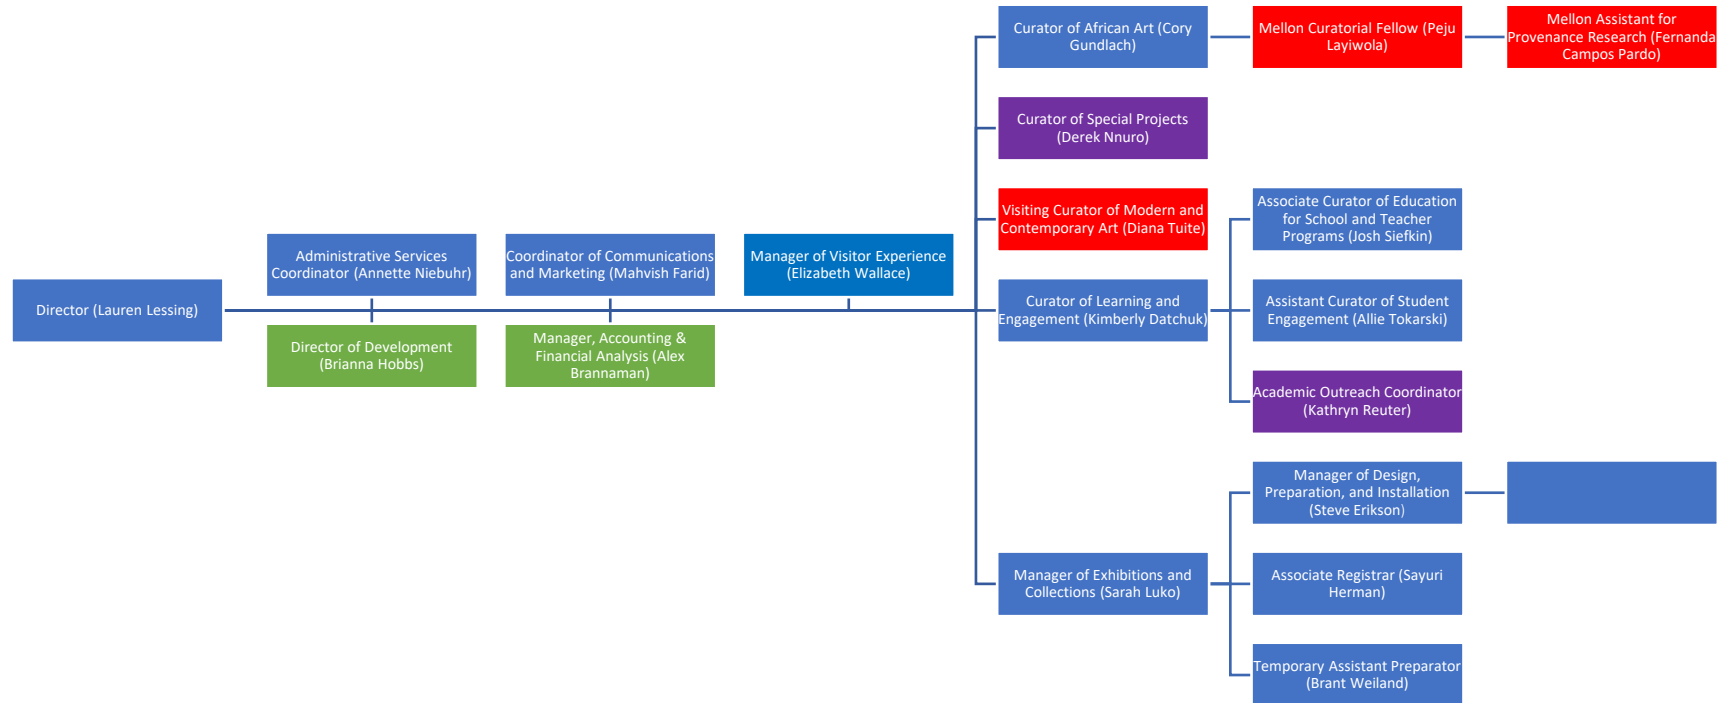 Director (Lauren Lessing)
Administrative Services
Coordinator (Annette Niebuhr)
Director of Development
(Brianna Hobbs)
Coordinator of Communications
and Marketing (Mahvish Farid)
Manager, Accounting &
Financial Analysis (Alex
Brannaman)
Manager of Visitor Experience
(Elizabeth Wallace)
Curator of African Art (Cory
Gundlach)
Mellon Curatorial Fellow (Peju
Layiwola)
Mellon Assistant for
Provenance Research (Fernanda
Campos Pardo)
Curator of Special Projects
(Derek Nnuro)
Visiting Curator of Modern and
Contemporary Art (Diana Tuite)
Curator of Learning and
Engagement (Kimberly Datchuk)
Associate Curator of Education
for School and Teacher
Programs (Josh Siefkin)
Assistant Curator of Student
Engagement (Allie Tokarski)
Academic Outreach Coordinator
(Kathryn Reuter)
Manager of Exhibitions and
Collections (Sarah Luko)
Manager of Design,
Preparation, and Installation
(Steve Erikson)
Associate Registrar (Sayuri
Herman)
Temporary Assistant Preparator
(Brant Weiland)